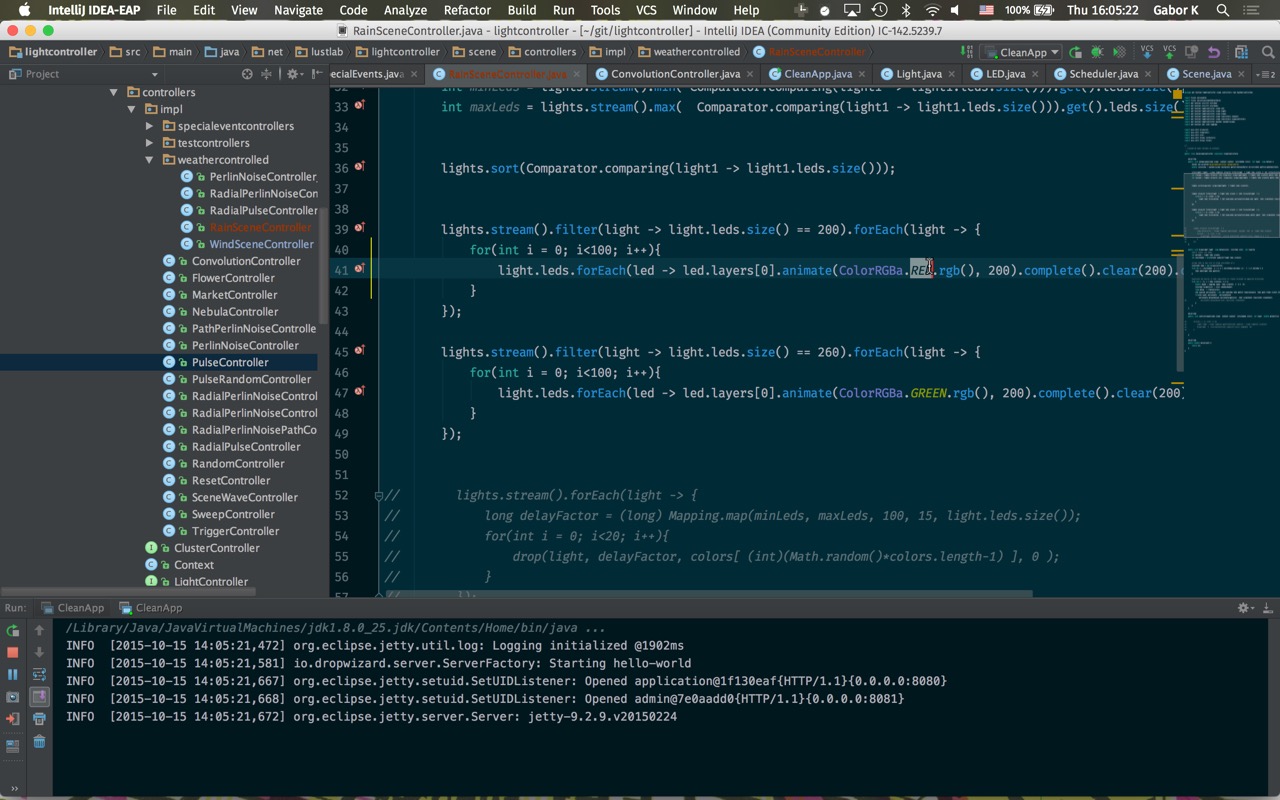 IntelliJ IDEA-EAP File Edit View Navigate Code Analyze Refactor Build Run Tools VCS Window Help 100% Thu 16:05:22 Gabor K
RainSceneController.java - lightcontroller - [~/git/lightcontroller] - IntelliJ IDEA (Community Edition) IC-142.5239.7
lightcontroller src main java net lustlab lightcontroller scene controllers impl weathercontrolled RainSceneController CleanApp VCS VCS
Project
ecialEvents.java RainSceneController.java ConvolutionController.java CleanApp.java Light.java LED.java Scheduler.java Scene.java
controllers
impl
specialeventcontrollers
testcontrollers
weathercontrolled
PerlinNoiseController
RadialPerlinNoiseCon
RadialPulseController
RainSceneController
WindSceneController
ConvolutionController
FlowerController
MarketController
NebulaController
PathPerlinNoiseControlle
PerlinNoiseController
PulseController
PulseRandomController
RadialPerlinNoiseControl
RadialPerlinNoiseControl
RadialPerlinNoisePathCo
RadialPulseController
RandomController
ResetController
SceneWaveController
SweepController
TriggerController
ClusterController
Context
LightController
33 int maxLeds = lights.stream().max( Comparator.comparing(light1 -> light1.leds.size())).get().leds.size(
34
35
36 lights.sort(Comparator.comparing(light1 -> light1.leds.size()));
37
38
39 lights.stream().filter(light -> light.leds.size() == 200).forEach(light -> {
40 for(int i = 0; i<100; i++){
41 light.leds.forEach(led -> led.layers[0].animate(ColorRGBa.RED.rgb(), 200).complete().clear(200).
42 }
43 });
44
45 lights.stream().filter(light -> light.leds.size() == 260).forEach(light -> {
46 for(int i = 0; i<100; i++){
47 light.leds.forEach(led -> led.layers[0].animate(ColorRGBa.GREEN.rgb(), 200).complete().clear(200)
48 }
49 });
50
51
52 // lights.stream().forEach(light -> {
53 // long delayFactor = (long) Mapping.map(minLeds, maxLeds, 100, 15, light.leds.size());
54 // for(int i = 0; i<20; i++){
55 // drop(light, delayFactor, colors[ (int)(Math.random()*colors.length-1) ], 0 );
56 // }
57 // });
Run: CleanApp CleanApp
/Library/Java/JavaVirtualMachines/jdk1.8.0_25.jdk/Contents/Home/bin/java ...
INFO [2015-10-15 14:05:21,472] org.eclipse.jetty.util.log: Logging initialized @1902ms
INFO [2015-10-15 14:05:21,581] io.dropwizard.server.ServerFactory: Starting hello-world
INFO [2015-10-15 14:05:21,667] org.eclipse.jetty.setuid.SetUIDListener: Opened application@1f130eaf{HTTP/1.1}{0.0.0.0:8080}
INFO [2015-10-15 14:05:21,668] org.eclipse.jetty.setuid.SetUIDListener: Opened admin@7e0aadd0{HTTP/1.1}{0.0.0.0:8081}
INFO [2015-10-15 14:05:21,672] org.eclipse.jetty.server.Server: jetty-9.2.9.v20150224